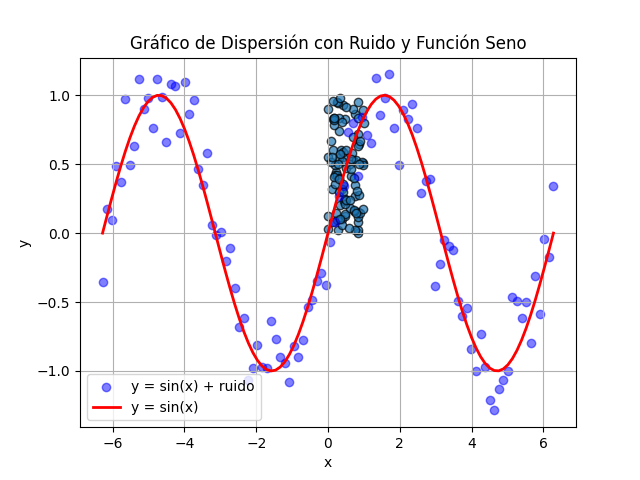 Gráfico de Dispersión con Ruido y Función Seno
1.0
0.5
0.0
−0.5
−1.0
y
−6
−4
−2
0
2
4
6
x
y = sin(x) + ruido
y = sin(x)